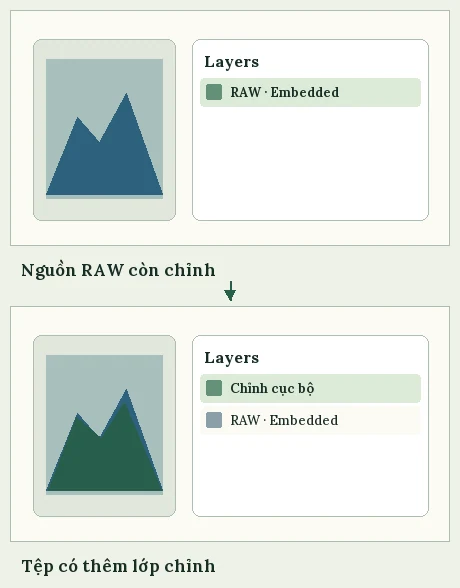 Layers
RAW · Embedded
Nguồn RAW còn chỉnh
Layers
Chỉnh cục bộ
RAW · Embedded
Tệp có thêm lớp chỉnh